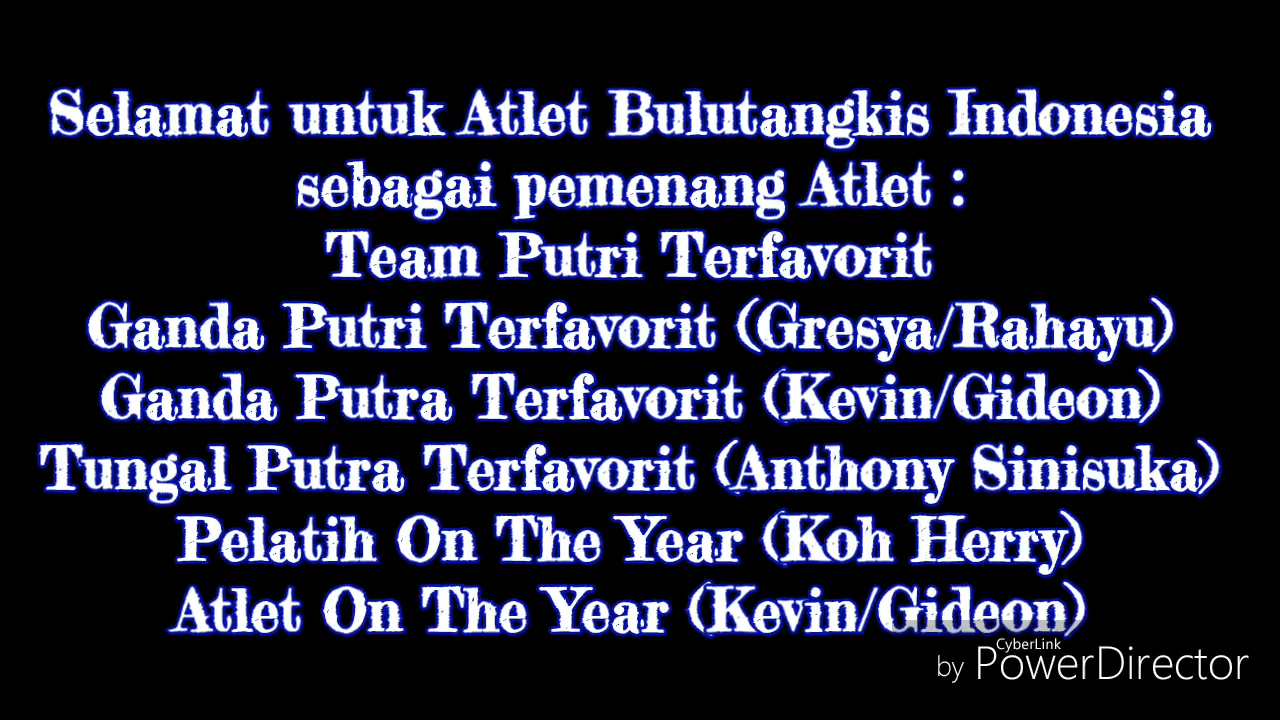 Selamat untuk Atlet Bulutangkis Indonesia
sebagai pemenang Atlet :
Team Putri Terfavorit
Ganda Putri Terfavorit (Gresya/Rahayu)
Ganda Putra Terfavorit (Kevin/Gideon)
Tungal Putra Terfavorit (Anthony Sinisuka)
Pelatih On The Year (Koh Herry)
Atlet On The Year (Kevin/Gideon)
CyberLink
by PowerDirector